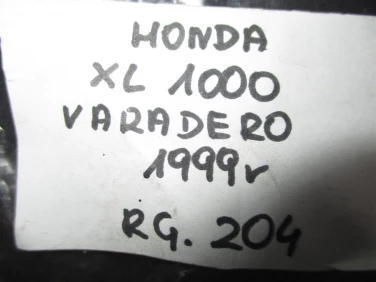 HONDA
XL 1000
VARADERO
1999r
RG. 204